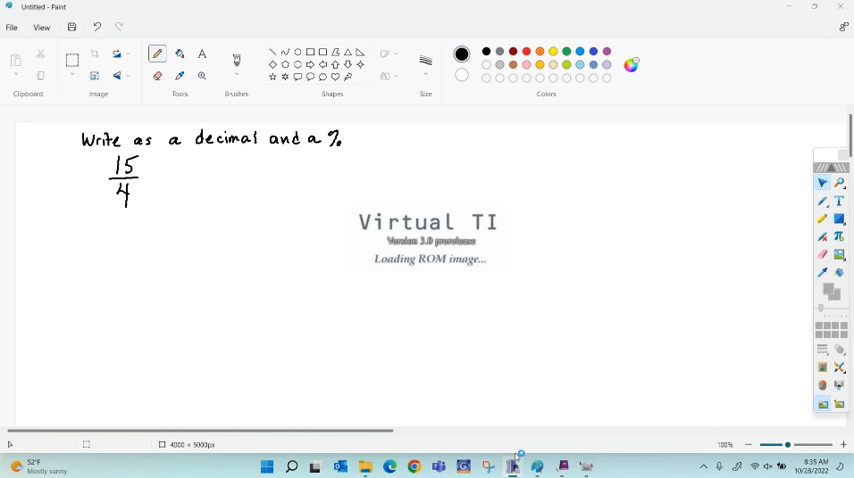 Untitled - Paint
File View
Clipboard Image Tools Brushes Shapes Size Colors
Write as a decimal and a %
15
4
Virtual TI
Version 3.0 prerelease
Loading ROM image...
4000 × 5000px
100%
52°F
Mostly sunny
8:35 AM
10/28/2022